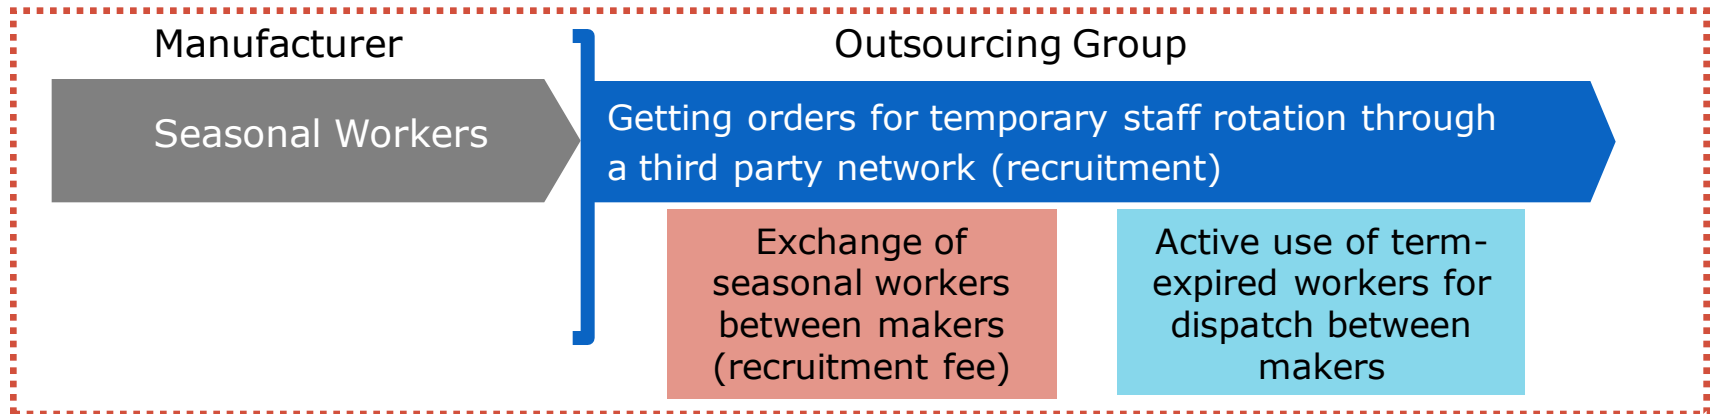 Manufacturer
Outsourcing Group
Seasonal Workers
Getting orders for temporary staff rotation through
a third party network (recruitment)
Exchange of
seasonal workers
between makers
(recruitment fee)
Active use of term-
expired workers for
dispatch between
makers